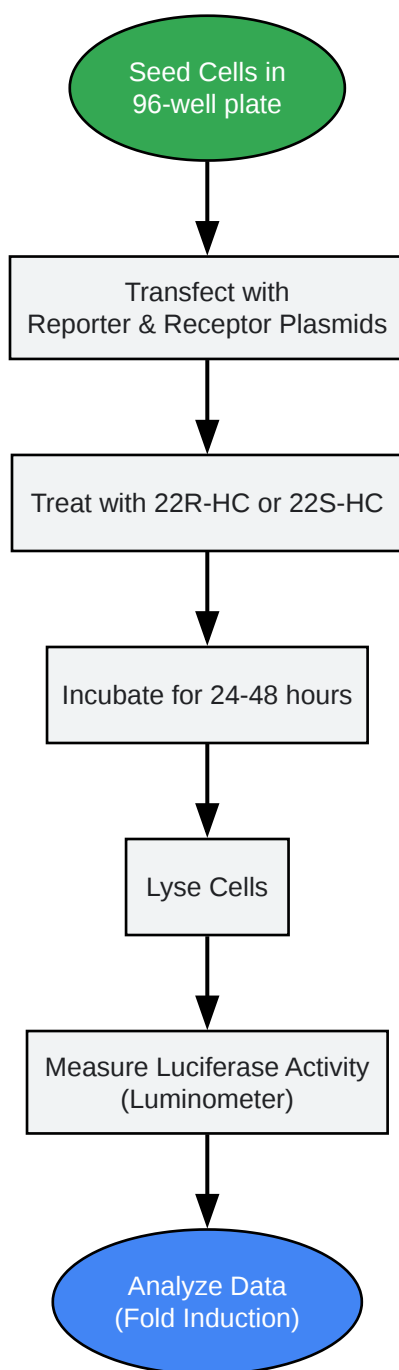 Seed Cells in
96-well plate
Transfect with
Reporter & Receptor Plasmids
Treat with 22R-HC or 22S-HC
Incubate for 24-48 hours
Lyse Cells
Measure Luciferase Activity
(Luminometer)
Analyze Data
(Fold Induction)